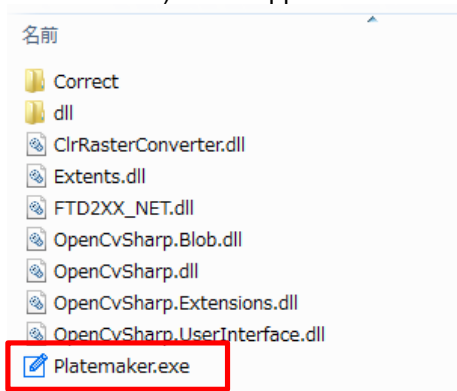 名前
Correct
dll
ClrRasterConverter.dll
Extents.dll
FTD2XX_NET.dll
OpenCvSharp.Blob.dll
OpenCvSharp.dll
OpenCvSharp.Extensions.dll
OpenCvSharp.UserInterface.dll
Platemaker.exe